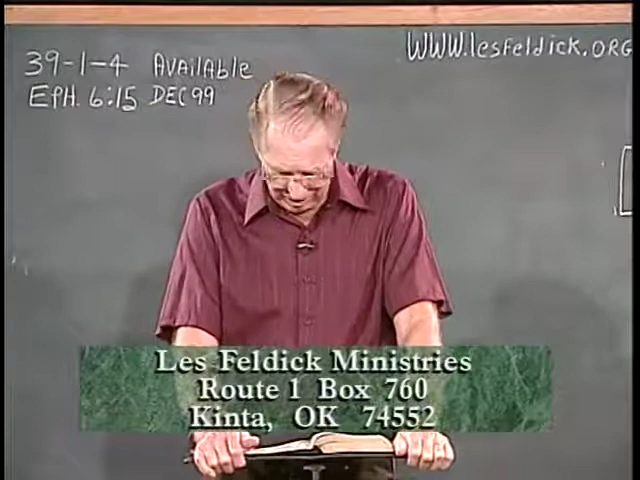 39-1-4 Available
EPH. 6:15 DEC 99
WWW.lesfeldick.ORG
Les Feldick Ministries
Route 1 Box 760
Kinta, OK 74552